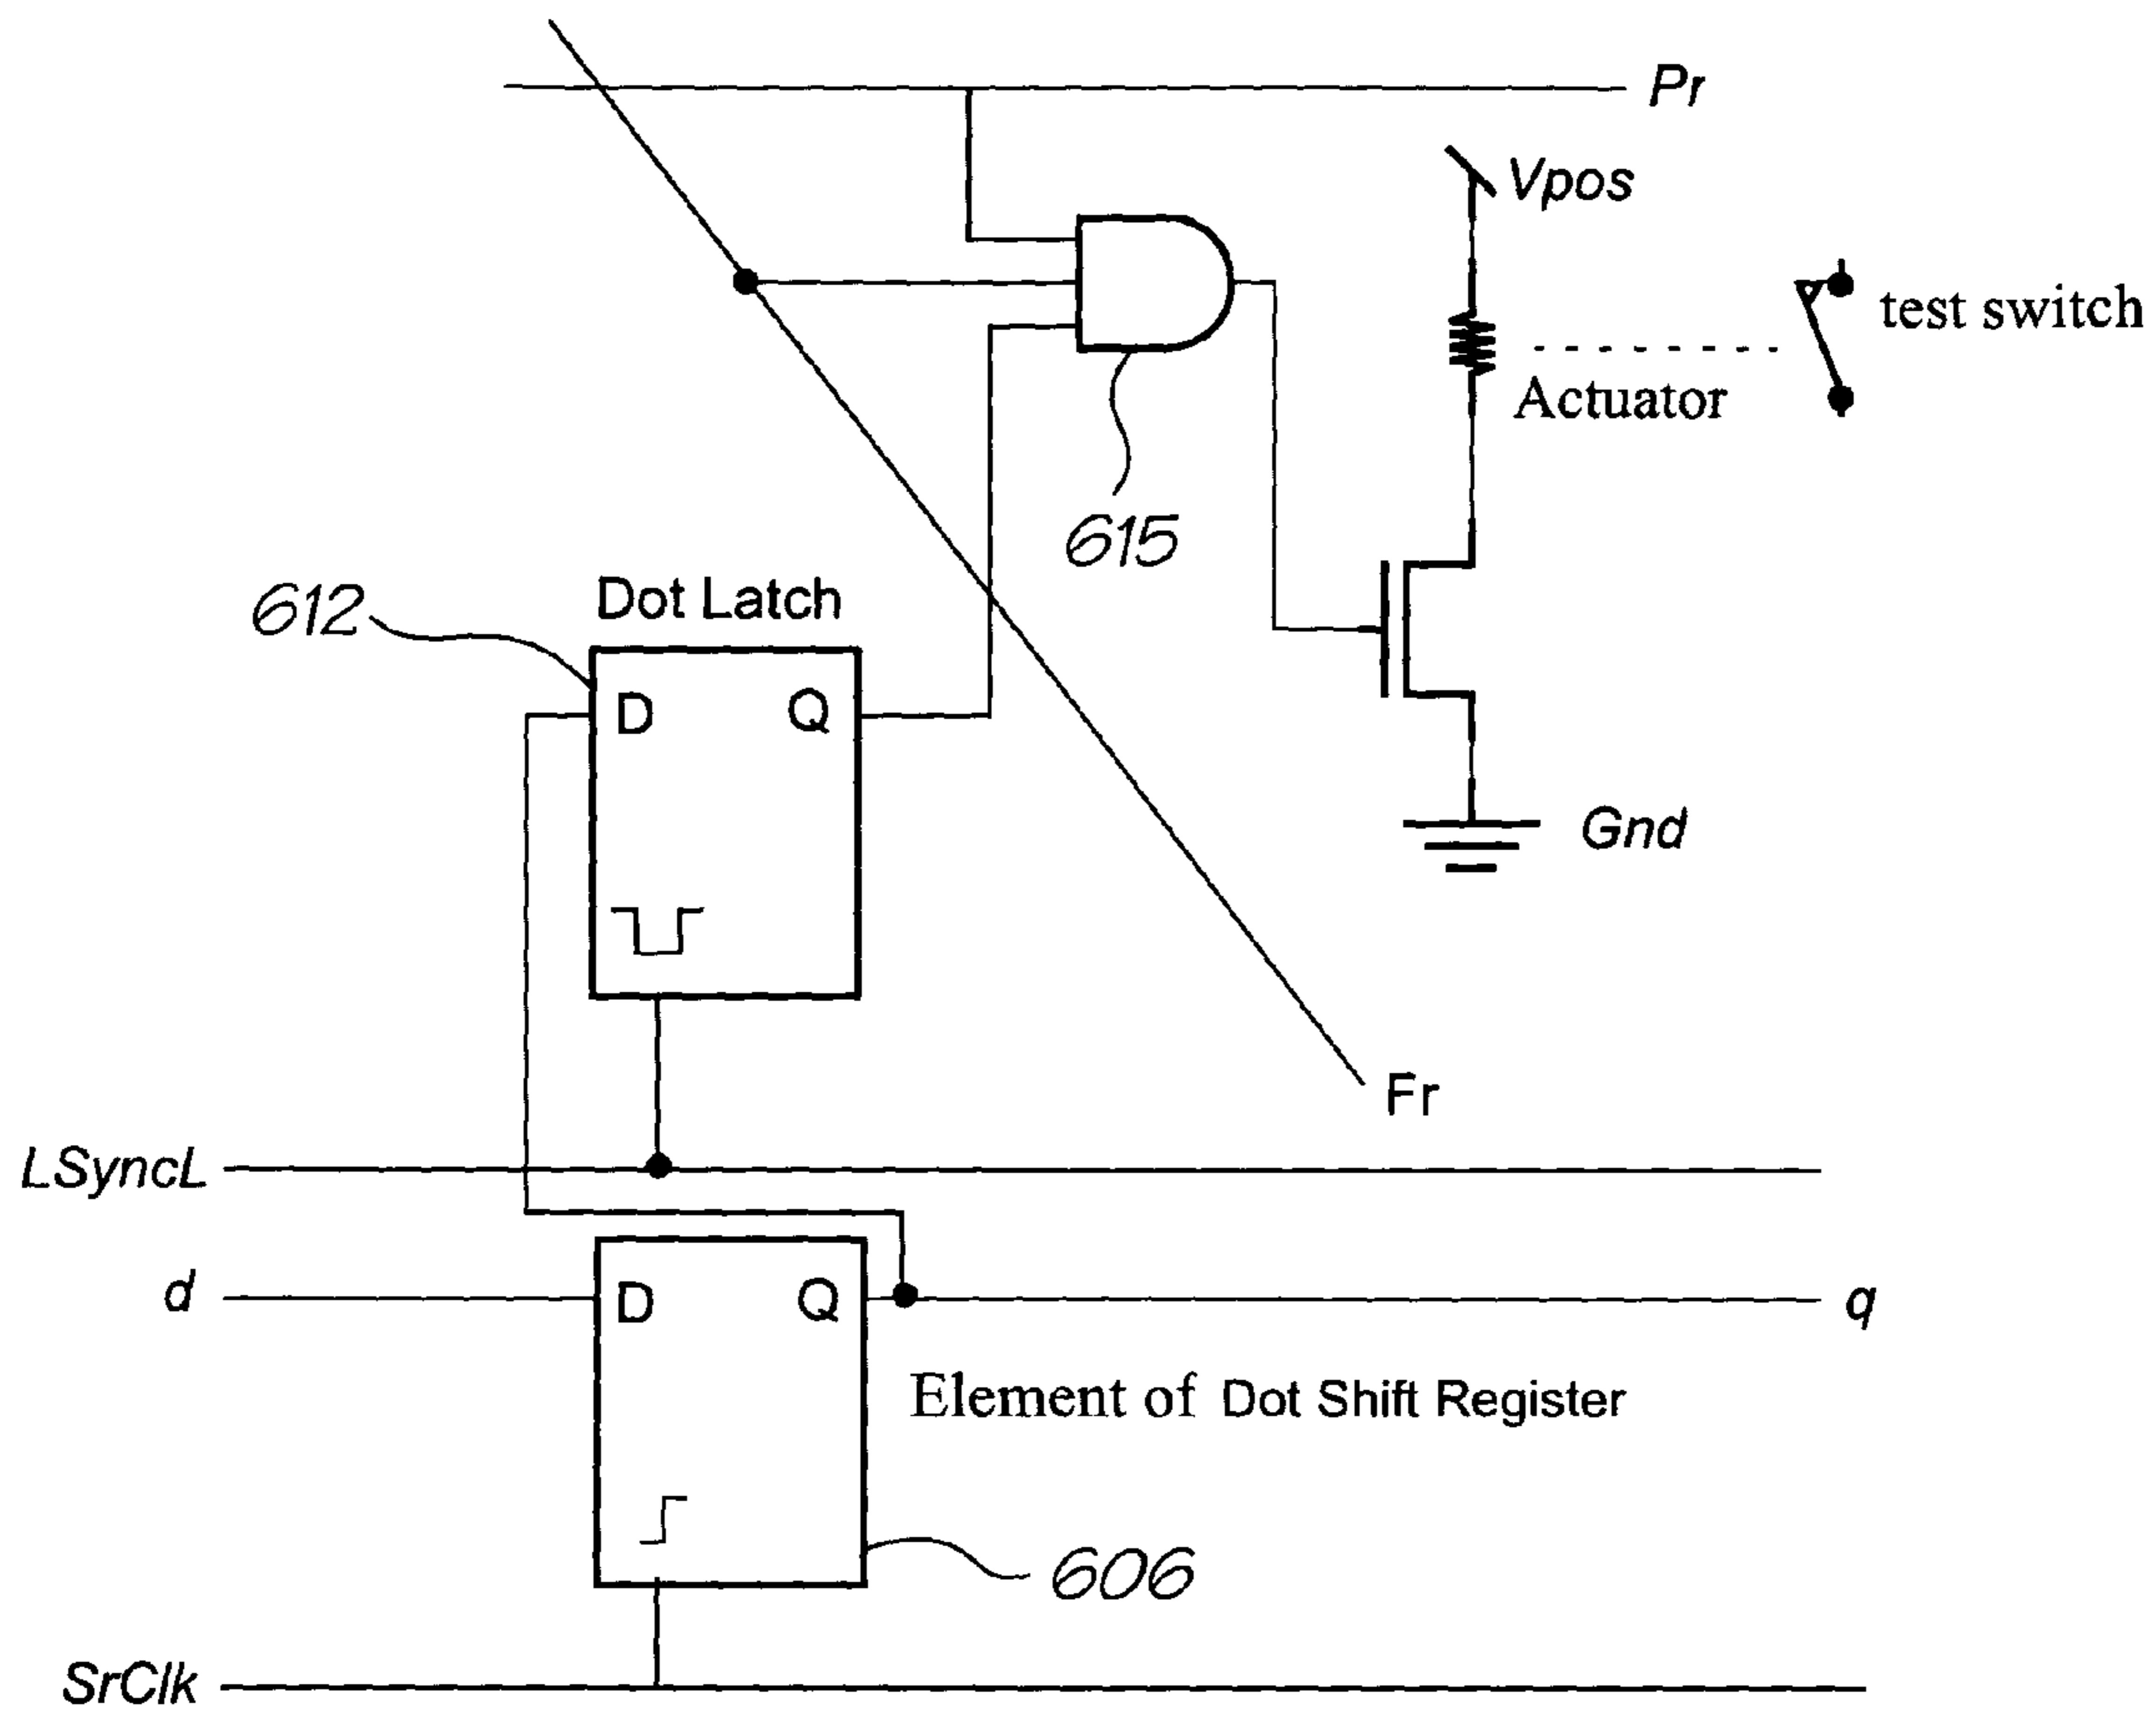 Pr
Vpos
test switch
Actuator
615
612
Dot Latch
D Q
Gnd
Fr
LSyncL
d
D Q
q
Element of Dot Shift Register
606
SrClk